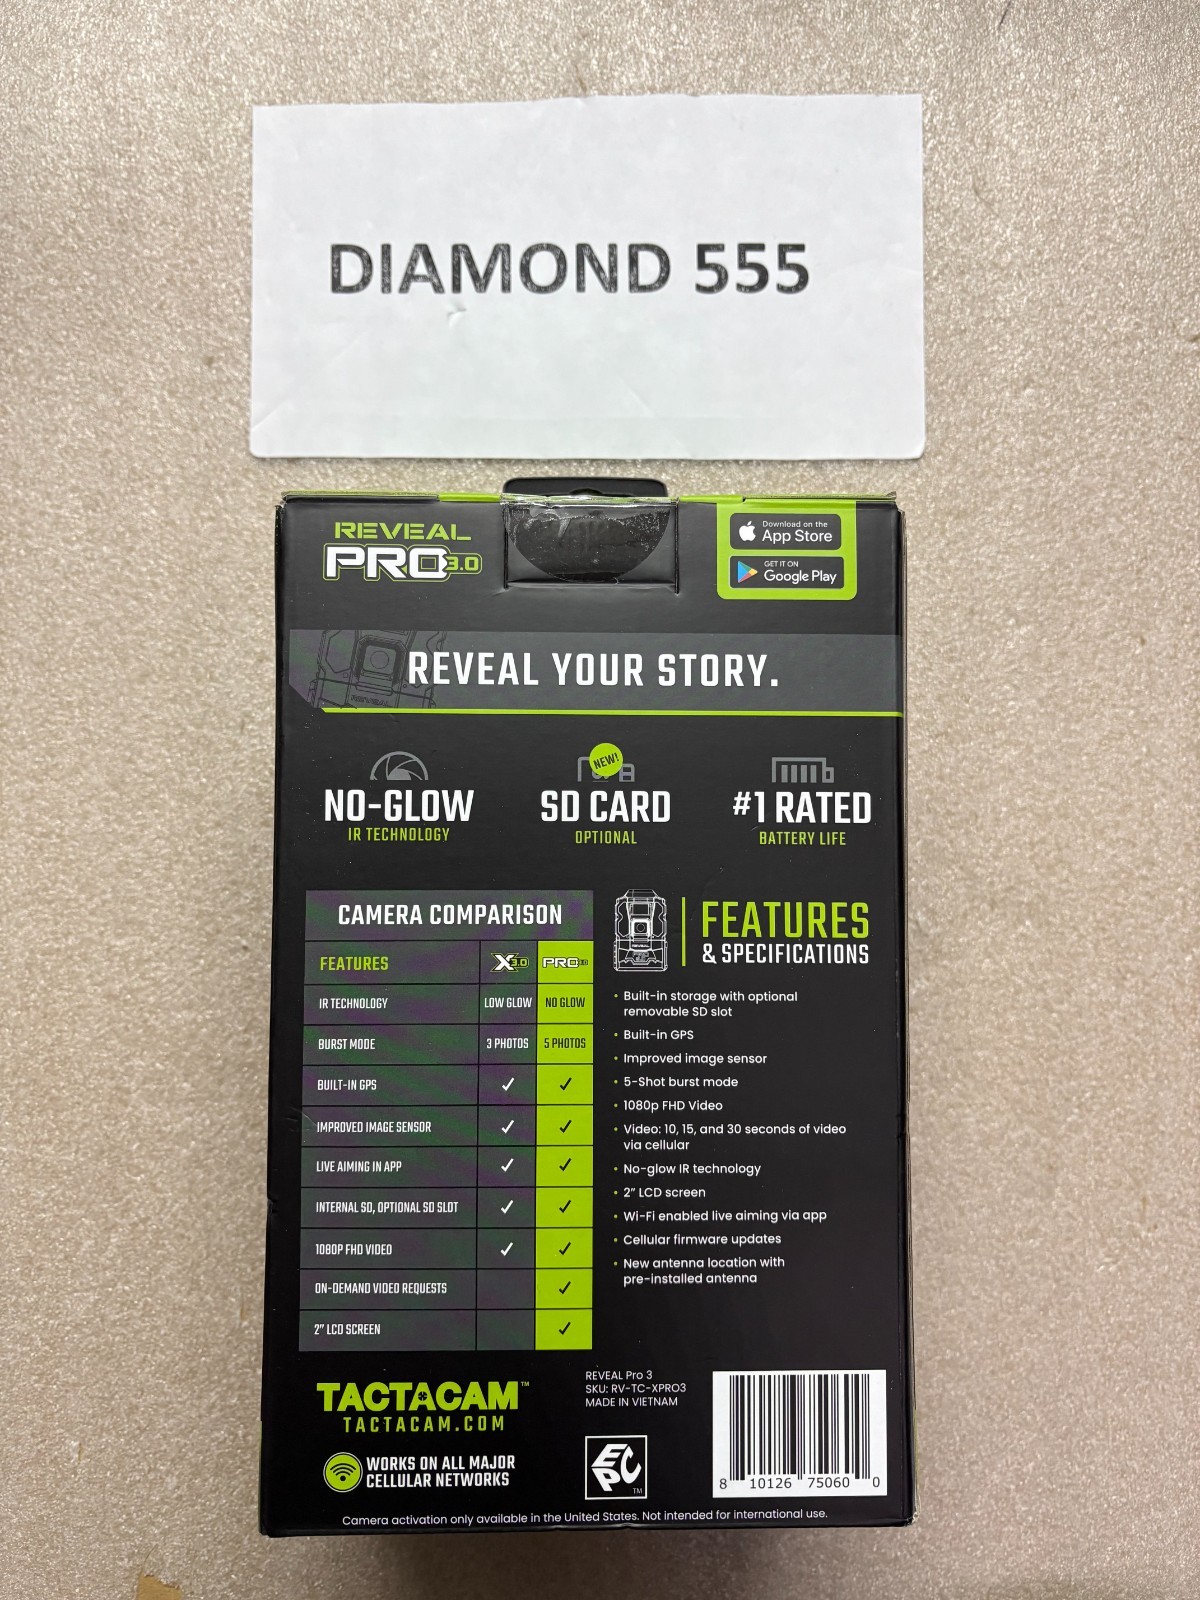 DIAMOND 555
REVEAL
PRO 3.0
Download on the
App Store
GET IT ON
Google Play
REVEAL YOUR STORY.
NO-GLOW
IR TECHNOLOGY
NEW!
SD CARD
OPTIONAL
#1 RATED
BATTERY LIFE
CAMERA COMPARISON
FEATURES X3.0 PRO3.0
IR TECHNOLOGY LOW GLOW NO GLOW
BURST MODE 3 PHOTOS 5 PHOTOS
BUILT-IN GPS ✓ ✓
IMPROVED IMAGE SENSOR ✓ ✓
LIVE AIMING IN APP ✓ ✓
INTERNAL SD, OPTIONAL SD SLOT ✓ ✓
1080P FHD VIDEO ✓ ✓
ON-DEMAND VIDEO REQUESTS ✓
2" LCD SCREEN ✓
REVEAL
FEATURES
& SPECIFICATIONS
• Built-in storage with optional
removable SD slot
• Built-in GPS
• Improved image sensor
• 5-Shot burst mode
• 1080p FHD Video
• Video: 10, 15, and 30 seconds of video
via cellular
• No-glow IR technology
• 2" LCD screen
• Wi-Fi enabled live aiming via app
• Cellular firmware updates
• New antenna location with
pre-installed antenna
TACTACAM™
TACTACAM.COM
WORKS ON ALL MAJOR
CELLULAR NETWORKS
REVEAL Pro 3
SKU: RV-TC-XPRO3
MADE IN VIETNAM
EPC TM
8 10126 75060 0
Camera activation only available in the United States. Not intended for international use.